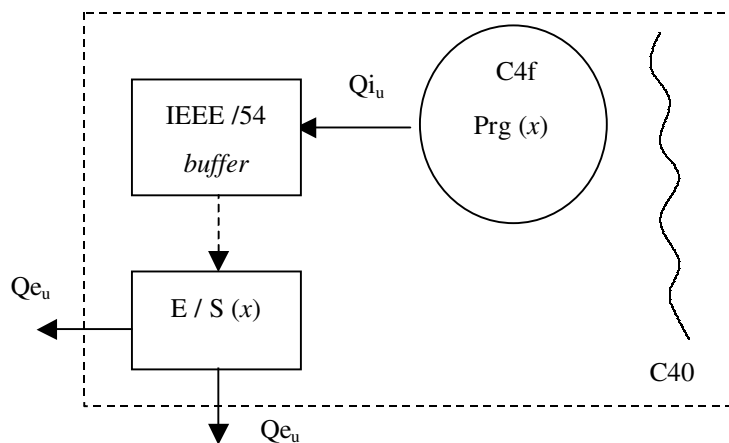 C4f
Qi_u
IEEE /54
Prg (x)
buffer
Qe_u
E / S (x)
C40
Qe_u